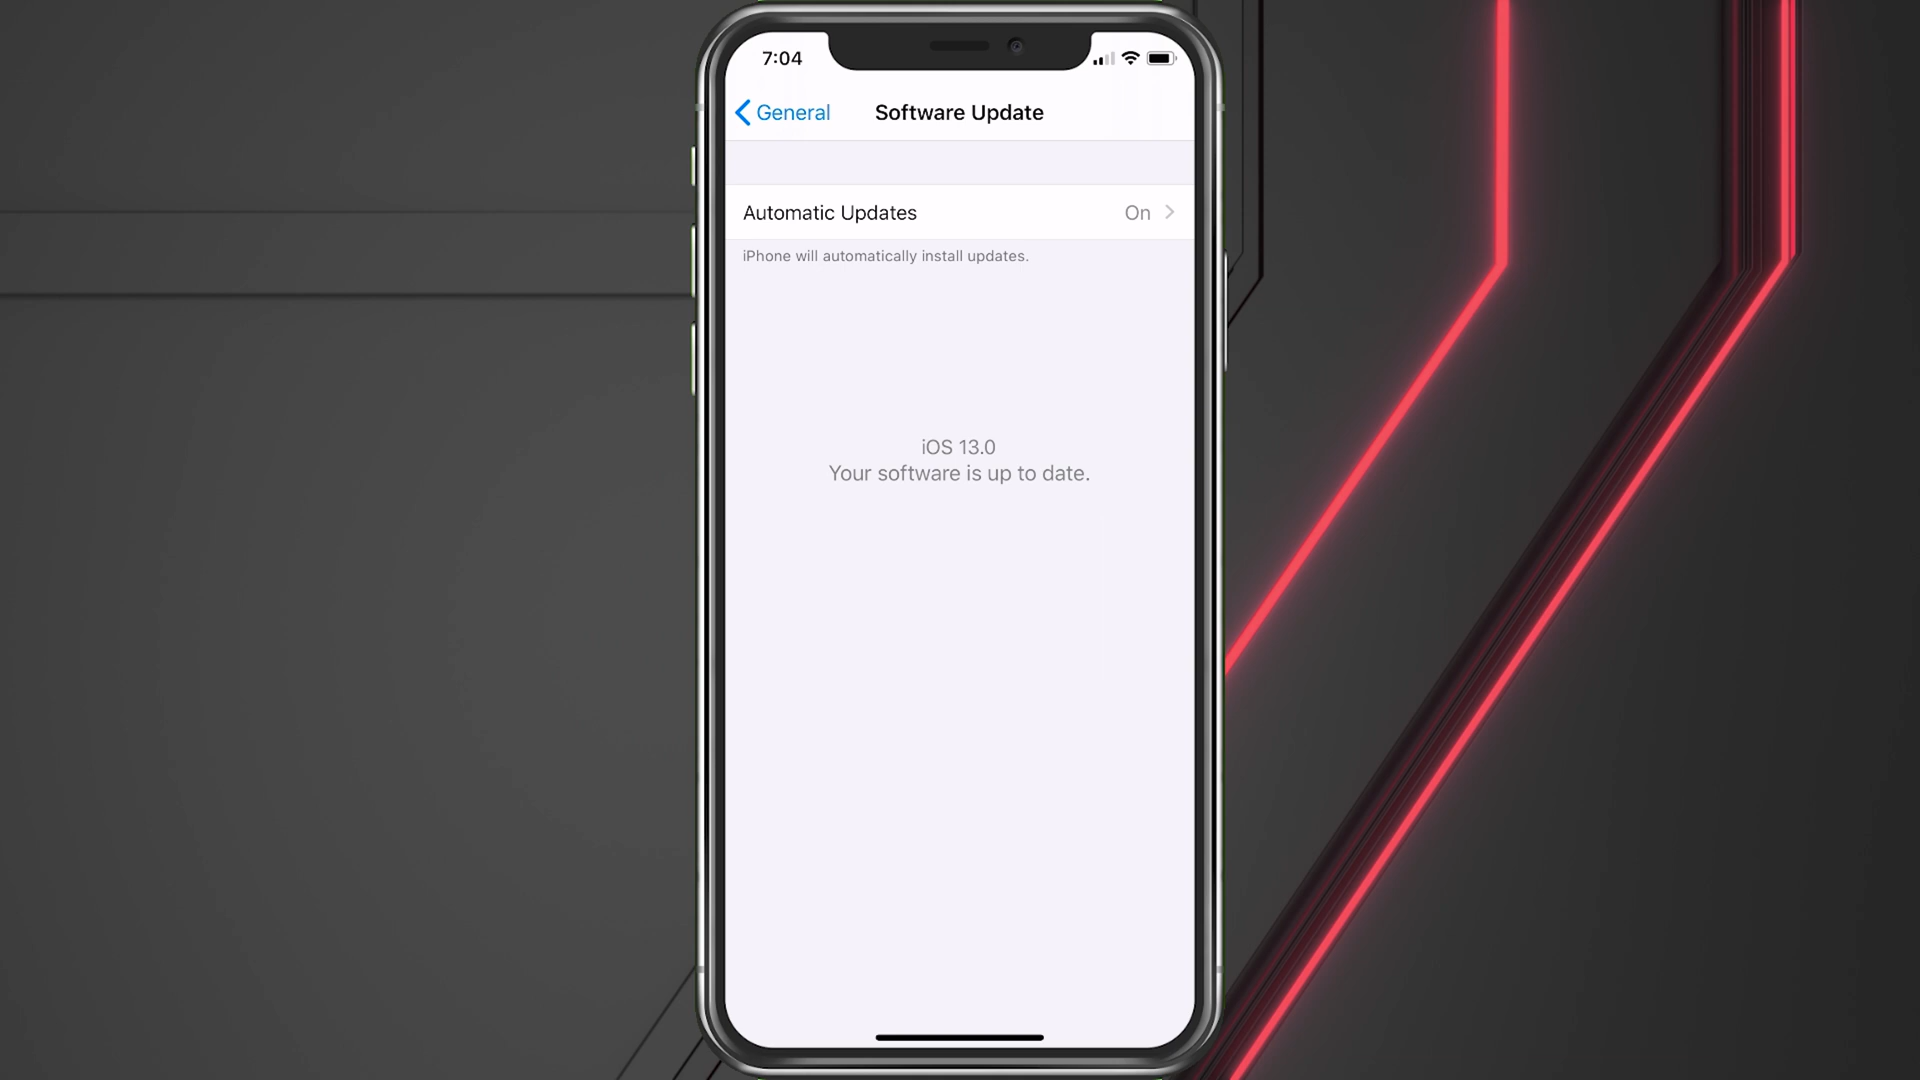 7:04
General
Software Update
Automatic Updates On
iPhone will automatically install updates.
iOS 13.0
Your software is up to date.